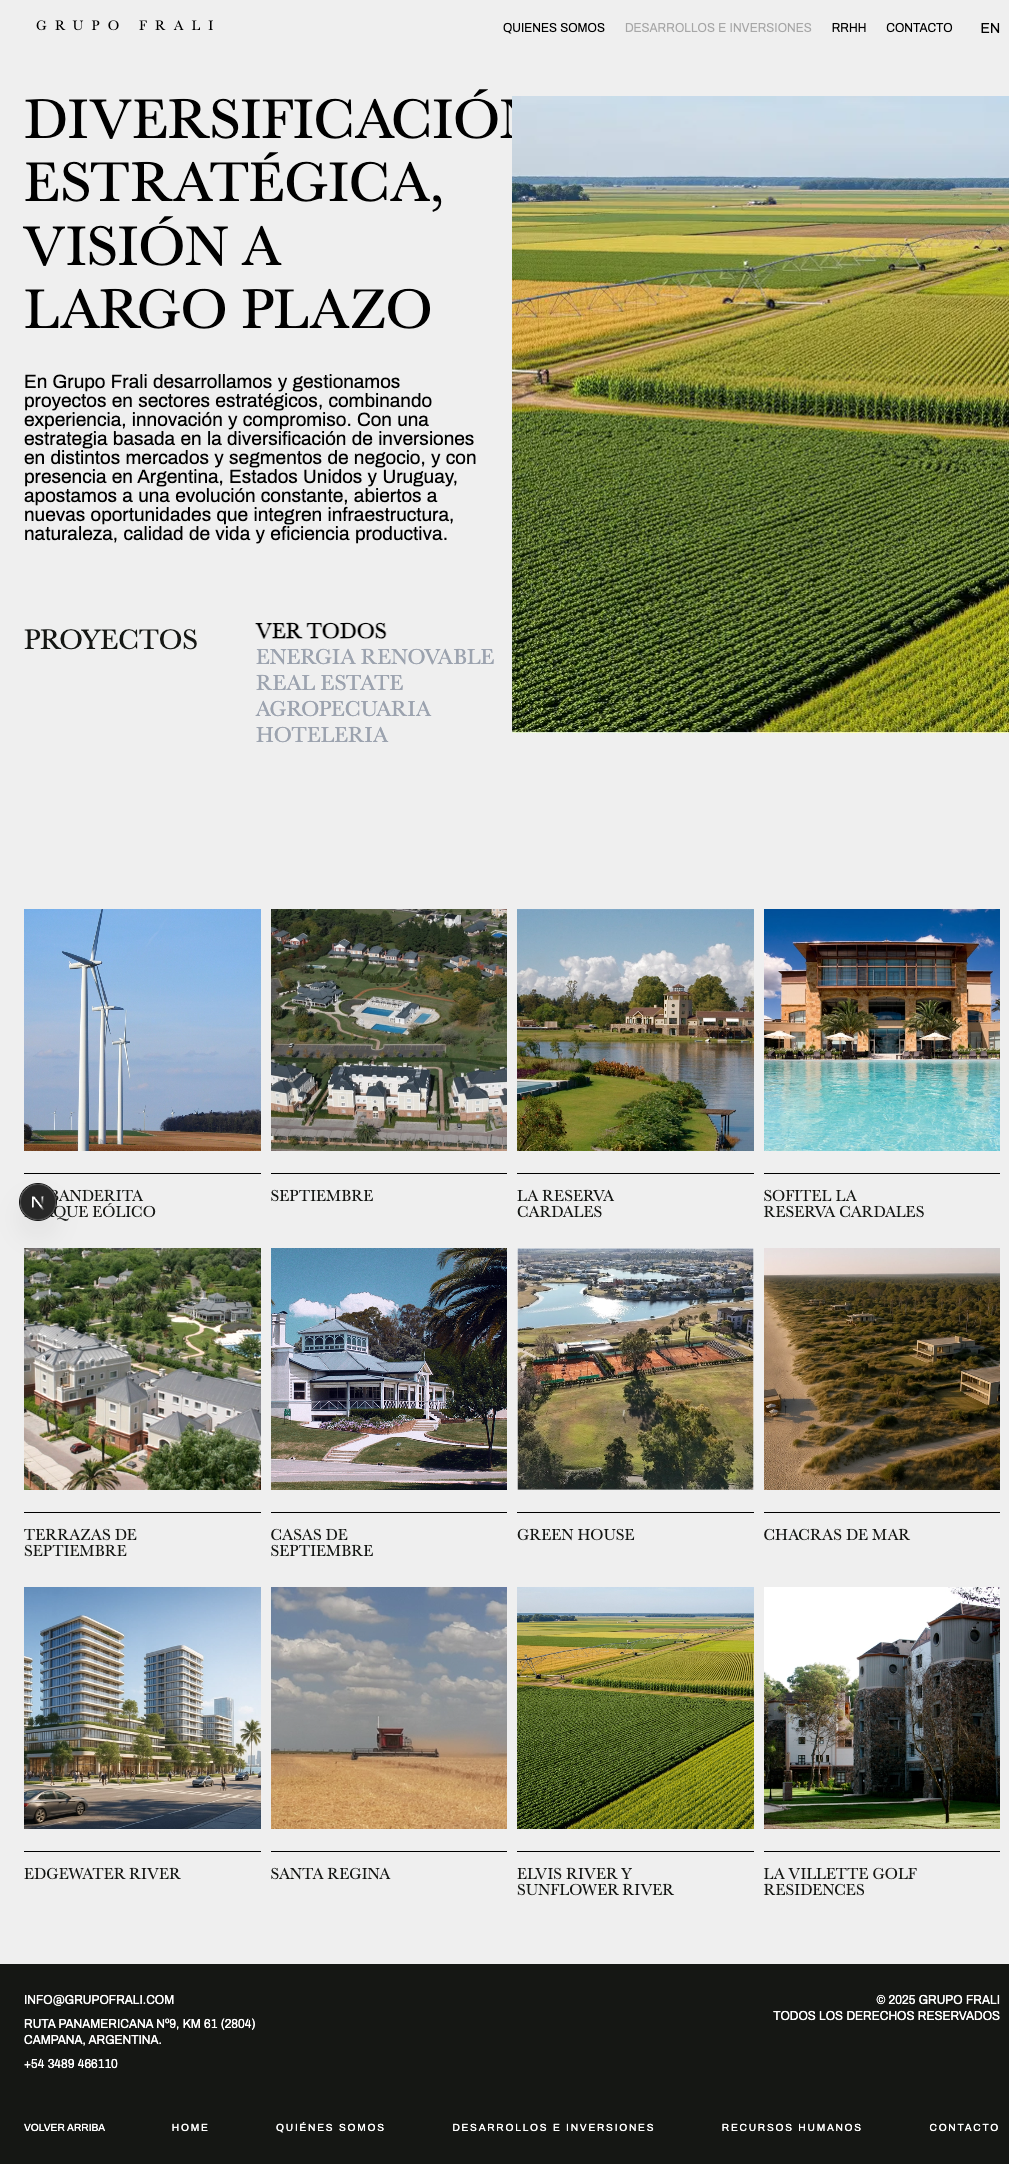 GRUPO FRALI
QUIENES SOMOS
DESARROLLOS E INVERSIONES
RRHH
CONTACTO
EN
DIVERSIFICACIÓN
ESTRATÉGICA,
VISIÓN A
LARGO PLAZO
En Grupo Frali desarrollamos y gestionamos
proyectos en sectores estratégicos, combinando
experiencia, innovación y compromiso. Con una
estrategia basada en la diversificación de inversiones
en distintos mercados y segmentos de negocio, y con
presencia en Argentina, Estados Unidos y Uruguay,
apostamos a una evolución constante, abiertos a
nuevas oportunidades que integren infraestructura,
naturaleza, calidad de vida y eficiencia productiva.
PROYECTOS
VER TODOS
ENERGIA RENOVABLE
REAL ESTATE
AGROPECUARIA
HOTELERIA
BANDERITA
EÓLICO
N
SEPTIEMBRE
LA RESERVA
CARDALES
SOFITEL LA
RESERVA CARDALES
TERRAZAS DE
SEPTIEMBRE
CASAS DE
SEPTIEMBRE
GREEN HOUSE
CHACRAS DE MAR
EDGEWATER RIVER
SANTA REGINA
ELVIS RIVER Y
SUNFLOWER RIVER
LA VILLETTE GOLF
RESIDENCES
INFO@GRUPOFRALI.COM
RUTA PANAMERICANA Nº9, KM 61 (2804)
CAMPANA, ARGENTINA.
+54 3489 466110
© 2025 GRUPO FRALI
TODOS LOS DERECHOS RESERVADOS
VOLVER ARRIBA
HOME
QUIÉNES SOMOS
DESARROLLOS E INVERSIONES
RECURSOS HUMANOS
CONTACTO